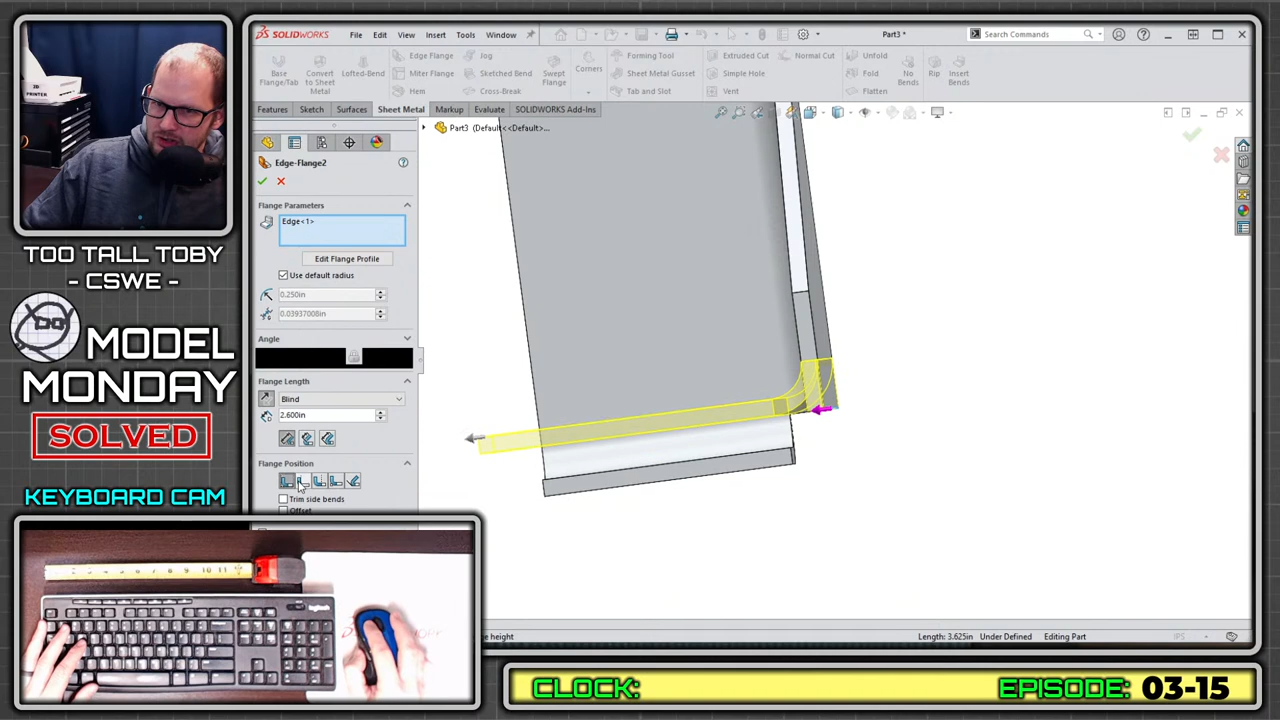 SOLIDWORKS
File Edit View Insert Tools Window
Part3 *
Search Commands
Base Flange/Tab
Convert to Sheet Metal
Lofted-Bend
Edge Flange
Miter Flange
Hem
Jog
Sketched Bend
Cross-Break
Swept Flange
Corners
Forming Tool
Sheet Metal Gusset
Tab and Slot
Extruded Cut
Simple Hole
Vent
Normal Cut
Unfold
Fold
Flatten
No Bends
Rip
Insert Bends
Features Sketch Surfaces Sheet Metal Markup Evaluate SOLIDWORKS Add-Ins
Part3 (Default<<Default>...
Edge-Flange2
Flange Parameters
Edge<1>
Edit Flange Profile
Use default radius
0.250in
0.03937008in
Angle
Flange Length
Blind
2.600in
Flange Position
Trim side bends
Offset
Length: 3.625in Under Defined Editing Part IPS
TOO TALL TOBY
- CSWE -
MODEL
MONDAY
SOLVED
KEYBOARD CAM
CLOCK:
EPISODE: 03-15